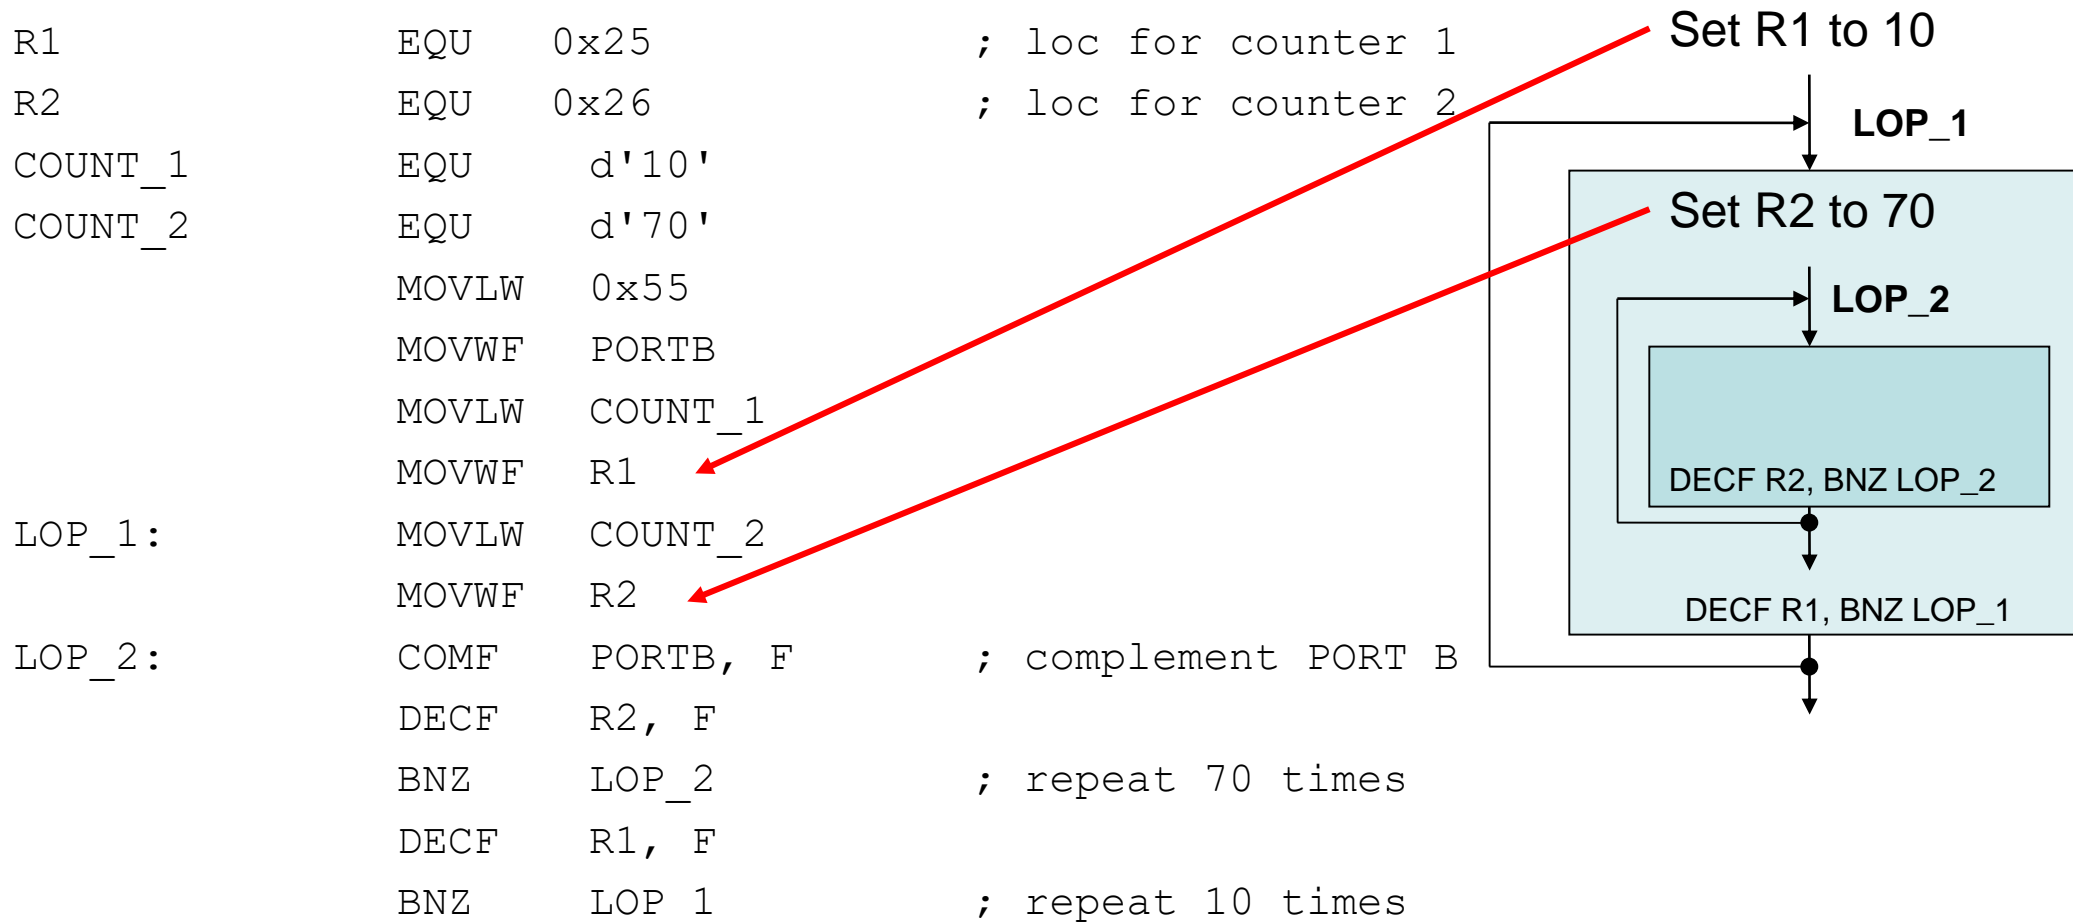 R1 EQU 0x25 ; loc for counter 1
R2 EQU 0x26 ; loc for counter 2
COUNT_1 EQU d'10'
COUNT_2 EQU d'70'
MOVLW 0x55
MOVWF PORTB
MOVLW COUNT_1
MOVWF R1
LOP_1: MOVLW COUNT_2
MOVWF R2
LOP_2: COMF PORTB, F ; complement PORT B
DECF R2, F
BNZ LOP_2 ; repeat 70 times
DECF R1, F
BNZ LOP 1 ; repeat 10 times
Set R1 to 10
LOP_1
Set R2 to 70
LOP_2
DECF R2, BNZ LOP_2
DECF R1, BNZ LOP_1